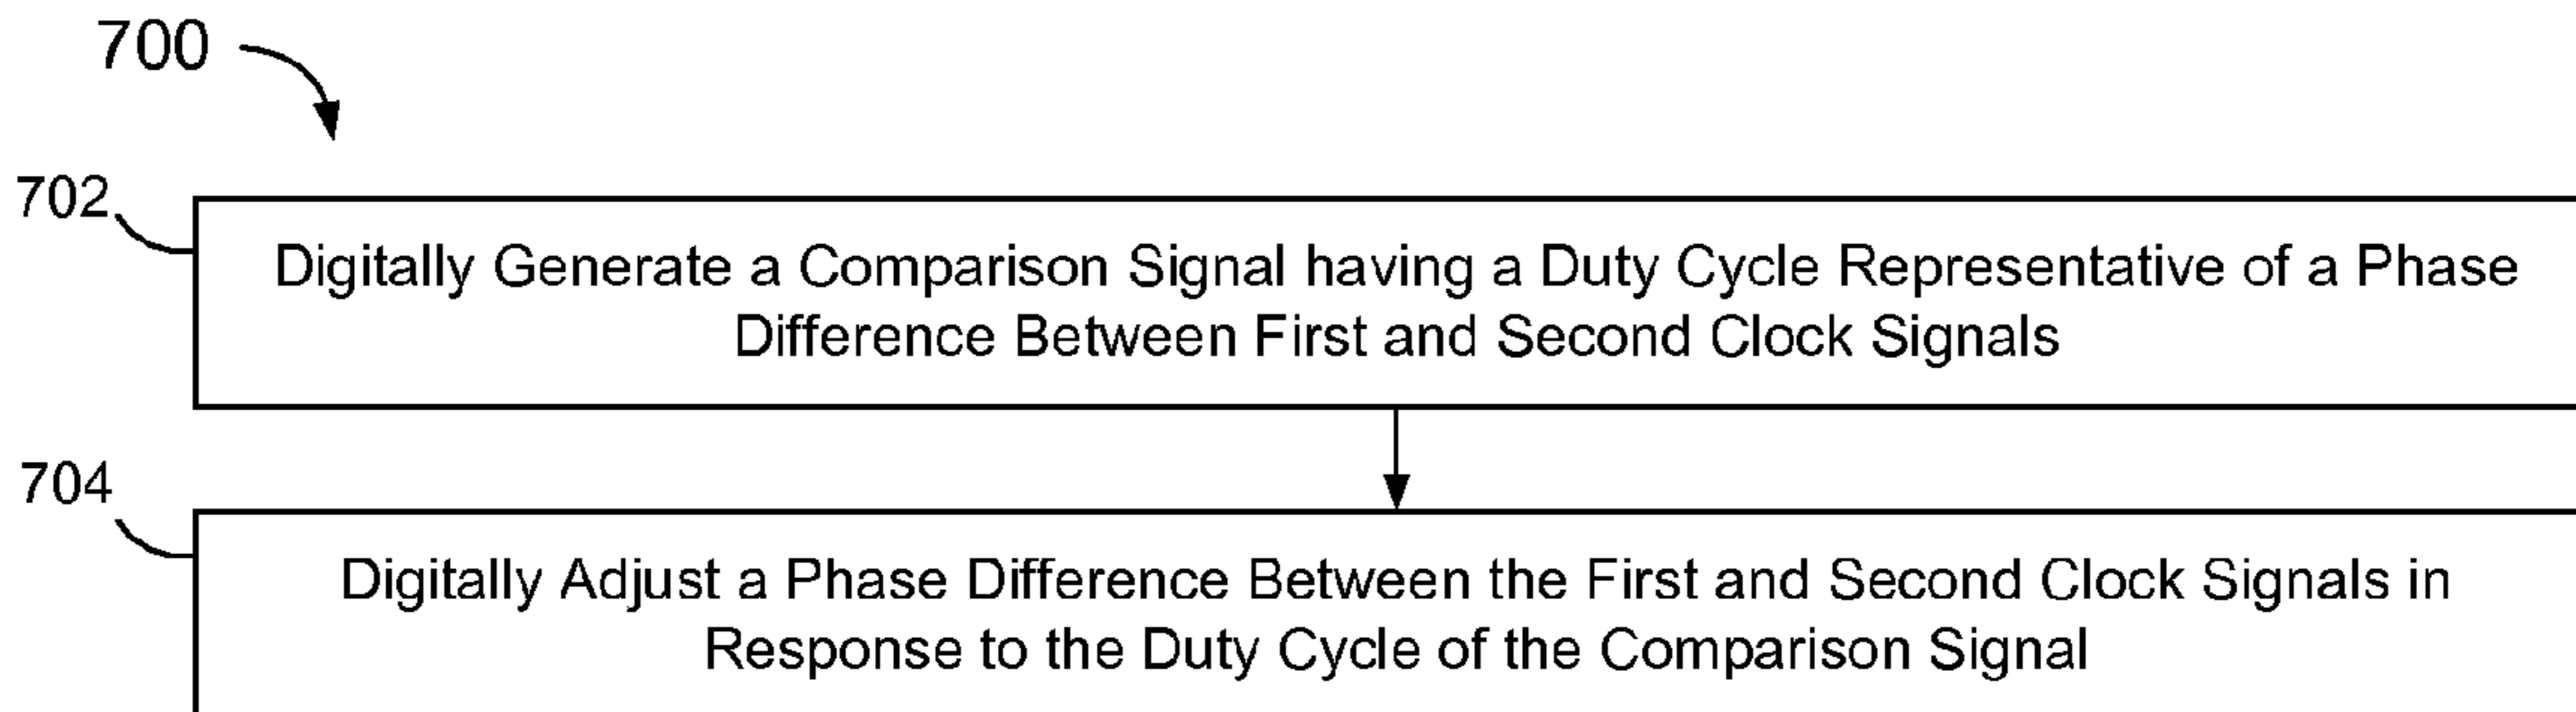 700
702
Digitally Generate a Comparison Signal having a Duty Cycle Representative of a Phase
Difference Between First and Second Clock Signals
704
Digitally Adjust a Phase Difference Between the First and Second Clock Signals in
Response to the Duty Cycle of the Comparison Signal